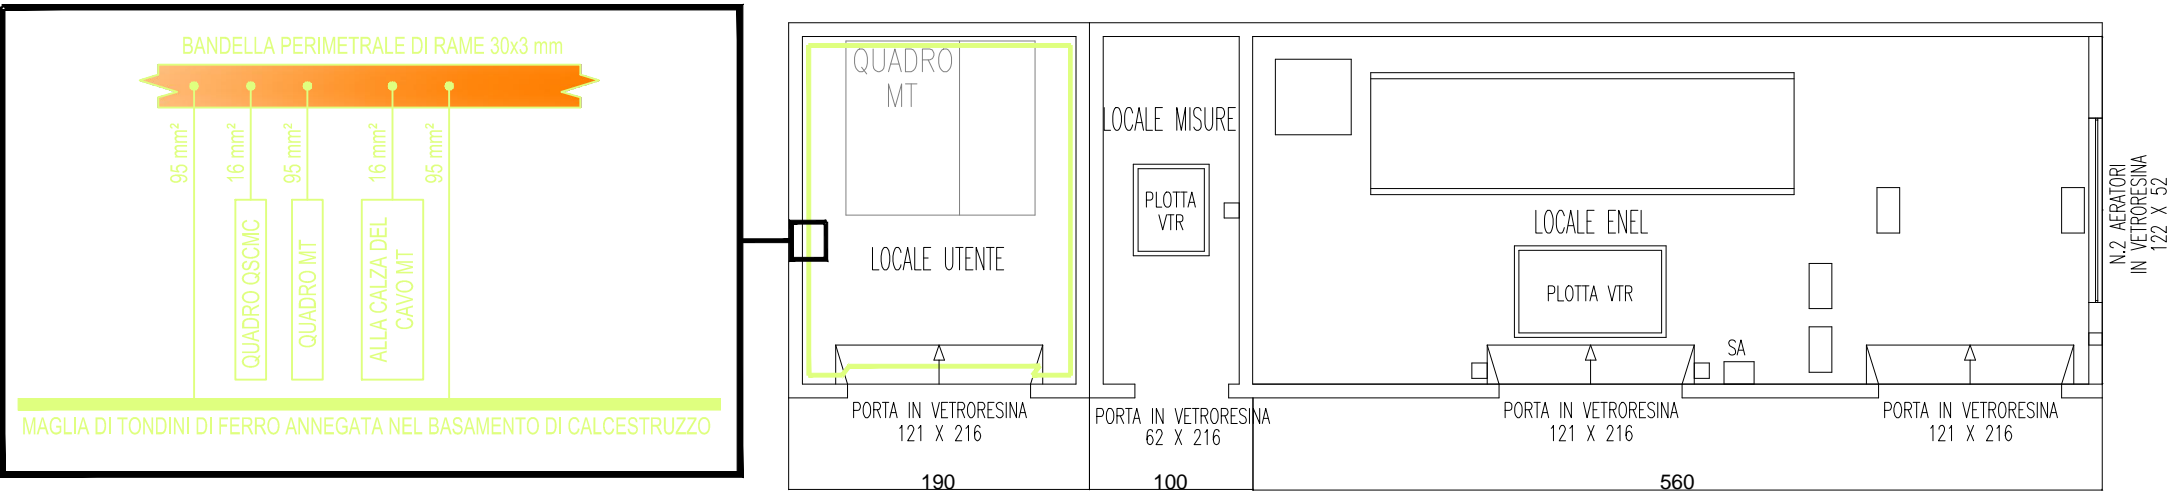 BANDELLA PERIMETRALE DI RAME 30x3 mm
95 mm²
16 mm²
95 mm²
16 mm²
95 mm²
QUADRO QSCMC
QUADRO MT
ALLA CALZA DEL
CAVO MT
MAGLIA DI TONDINI DI FERRO ANNEGATA NEL BASAMENTO DI CALCESTRUZZO
QUADRO
MT
LOCALE UTENTE
PORTA IN VETRORESINA
121 X 216
190
LOCALE MISURE
PLOTTA
VTR
PORTA IN VETRORESINA
62 X 216
100
LOCALE ENEL
PLOTTA VTR
SA
PORTA IN VETRORESINA
121 X 216
PORTA IN VETRORESINA
121 X 216
560
N.2 AERATORI
IN VETRORESINA
122 X 52